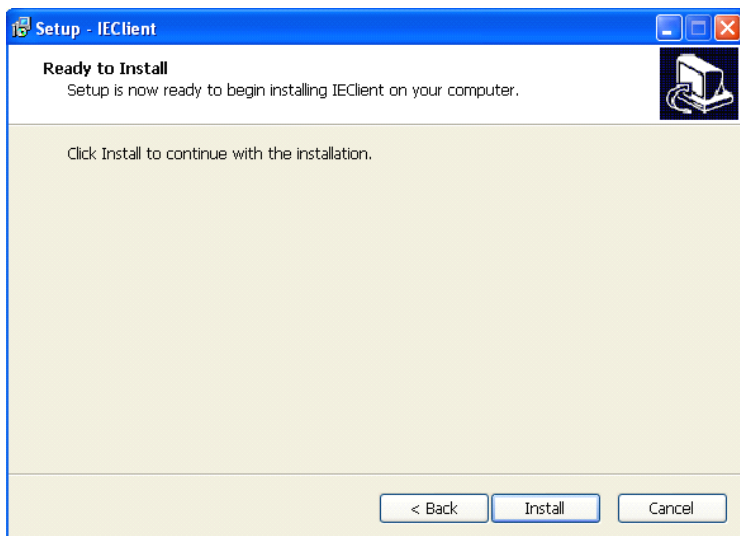 Setup - IEClient
Ready to Install
Setup is now ready to begin installing IEClient on your computer.
Click Install to continue with the installation.
< Back
Install
Cancel